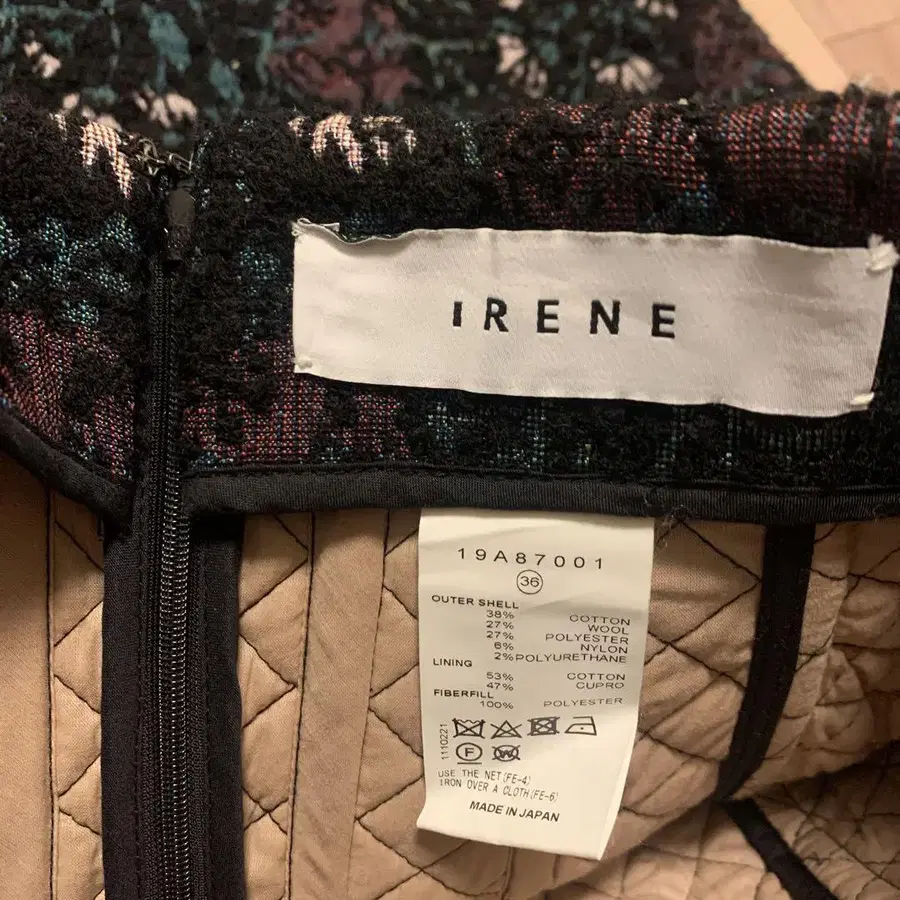 IRENE
19A87001
36
OUTER SHELL
38% COTTON
27% WOOL
27% POLYESTER
6% NYLON
2% POLYURETHANE
LINING
53% COTTON
47% CUPRO
FIBERFILL
100% POLYESTER
1110221
F
W
USE THE NET(FE-4)
IRON OVER A CLOTH(FE-6)
MADE IN JAPAN